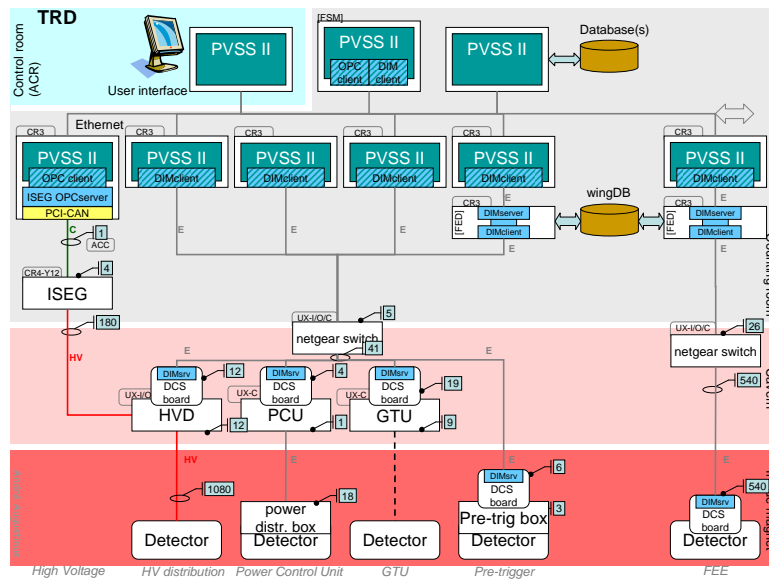 TRD
Control room
(ACR)
User interface
PVSS II
[FSM]
PVSS II
OPC
client
DIM
client
PVSS II
Database(s)
Ethernet
CR3
PVSS II
OPC client
ISEG OPCserver
PCI-CAN
CR3
PVSS II
DIMclient
CR3
PVSS II
DIMclient
CR3
PVSS II
DIMclient
CR3
PVSS II
DIMclient
CR3
PVSS II
DIMclient
C
1
ACC
E
E
E
E
CR3
[FED]
DIMserver
DIMclient
E
wingDB
CR3
[FED]
DIMserver
DIMclient
E
CR4-Y12
4
ISEG
180
HV
UX-I/O/C
5
netgear switch
41
UX-I/O/C
26
netgear switch
540
E
E
DIMsrv
DCS
board
12
UX-I/O
HVD
12
DIMsrv
DCS
board
4
UX-C
PCU
1
DIMsrv
DCS
board
19
UX-C
GTU
9
HV
E
E
E
1080
18
power
distr. box
DIMsrv
DCS
board
6
3
Pre-trig box
DIMsrv
DCS
board
540
Detector
Detector
Detector
Detector
Detector
High Voltage
HV distribution
Power Control Unit
GTU
Pre-trigger
FEE